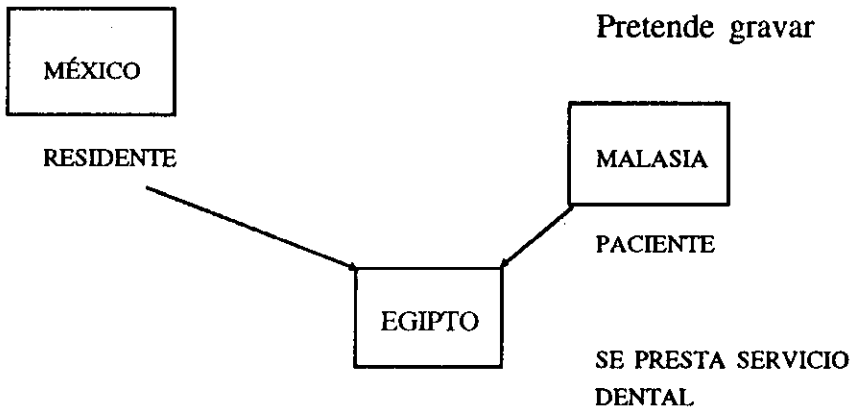 Pretende gravar
MÉXICO
RESIDENTE
MALASIA
PACIENTE
EGIPTO
SE PRESTA SERVICIO
DENTAL